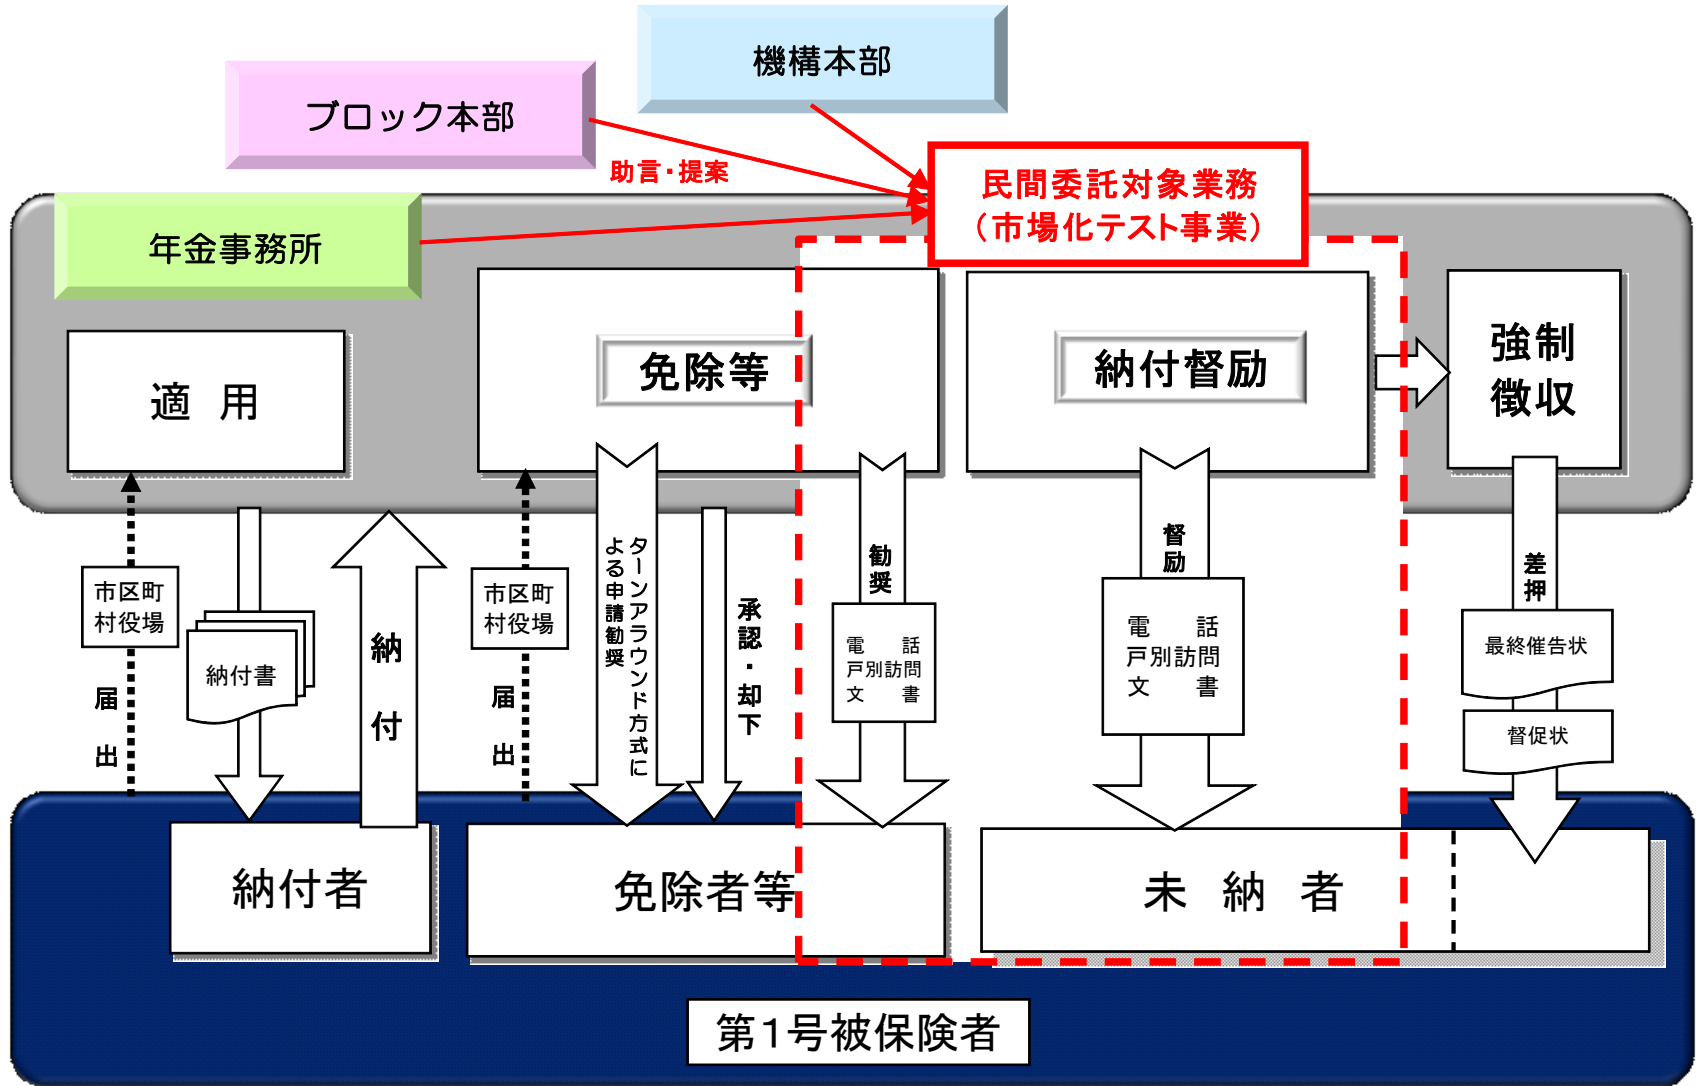 機構本部
ブロック本部
助言・提案
民間委託対象業務
（市場化テスト事業）
年金事務所
適　用
免除等
納付督励
強制
徴収
市区町
村役場
届　出
納付書
納　付
市区町
村役場
届　出
ターンアラウンド方式に
よる申請勧奨
承認・却下
勧奨
電　　話
戸別訪問
文　　書
督励
電　　話
戸別訪問
文　　書
差押
最終催告状
督促状
納付者
免除者等
未　納　者
第１号被保険者